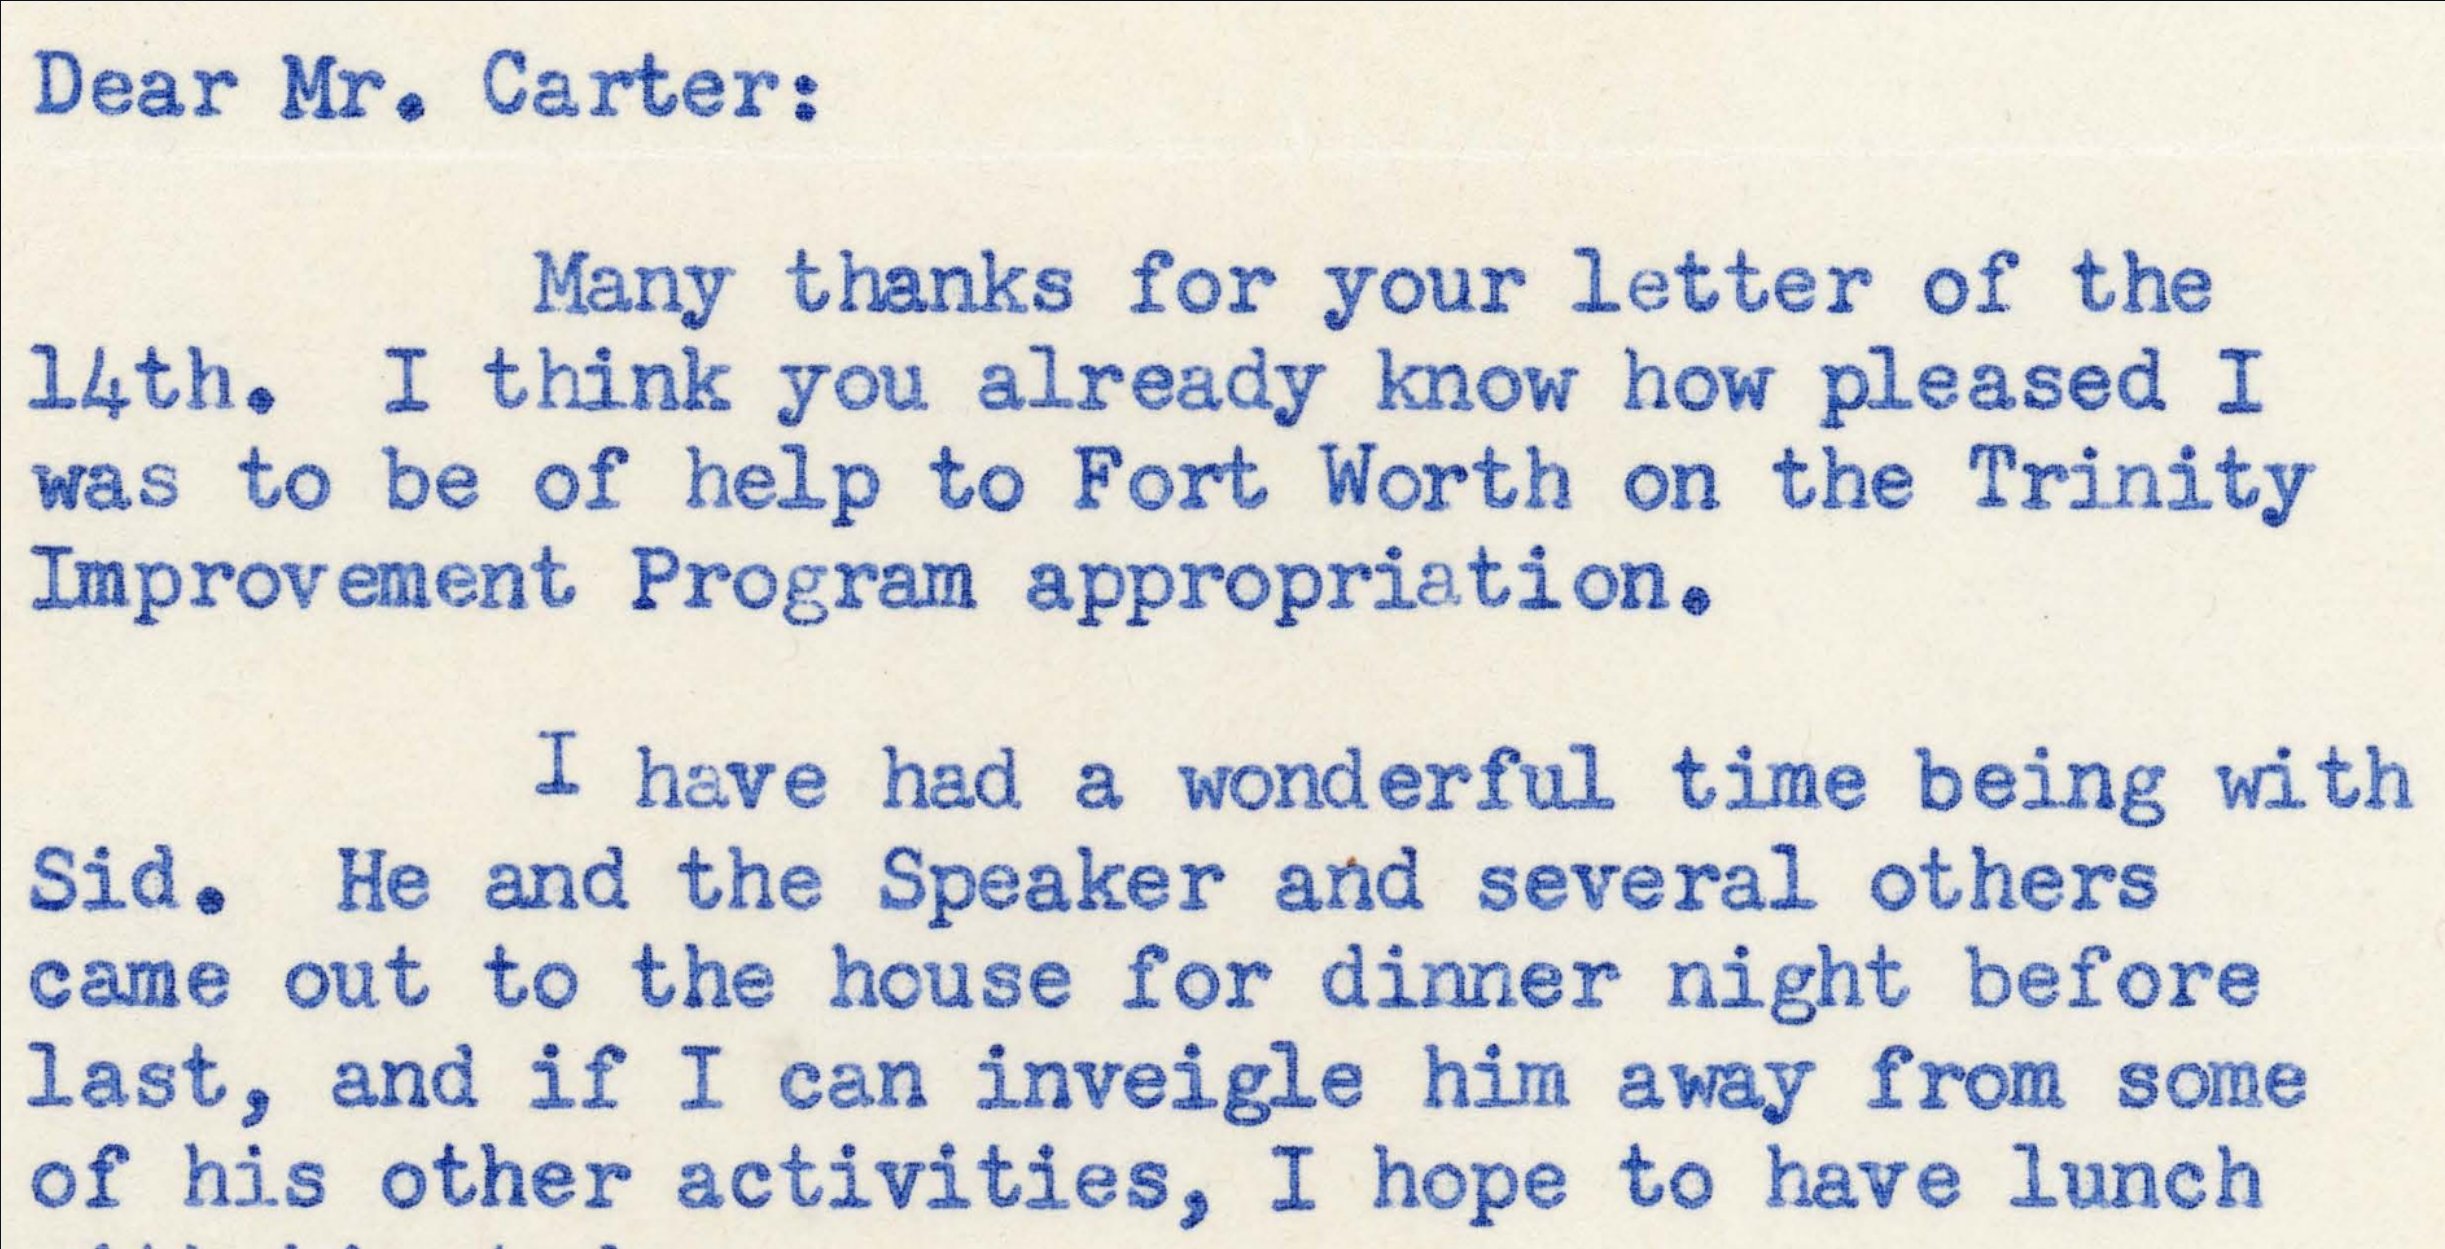 Dear Mr. Carter:
Many thanks for your letter of the
14th. I think you already know how pleased I
was to be of help to Fort Worth on the Trinity
Improvement Program appropriation.
I have had a wonderful time being with
Sid. He and the Speaker and several others
came out to the house for dinner night before
last, and if I can inveigle him away from some
of his other activities, I hope to have lunch